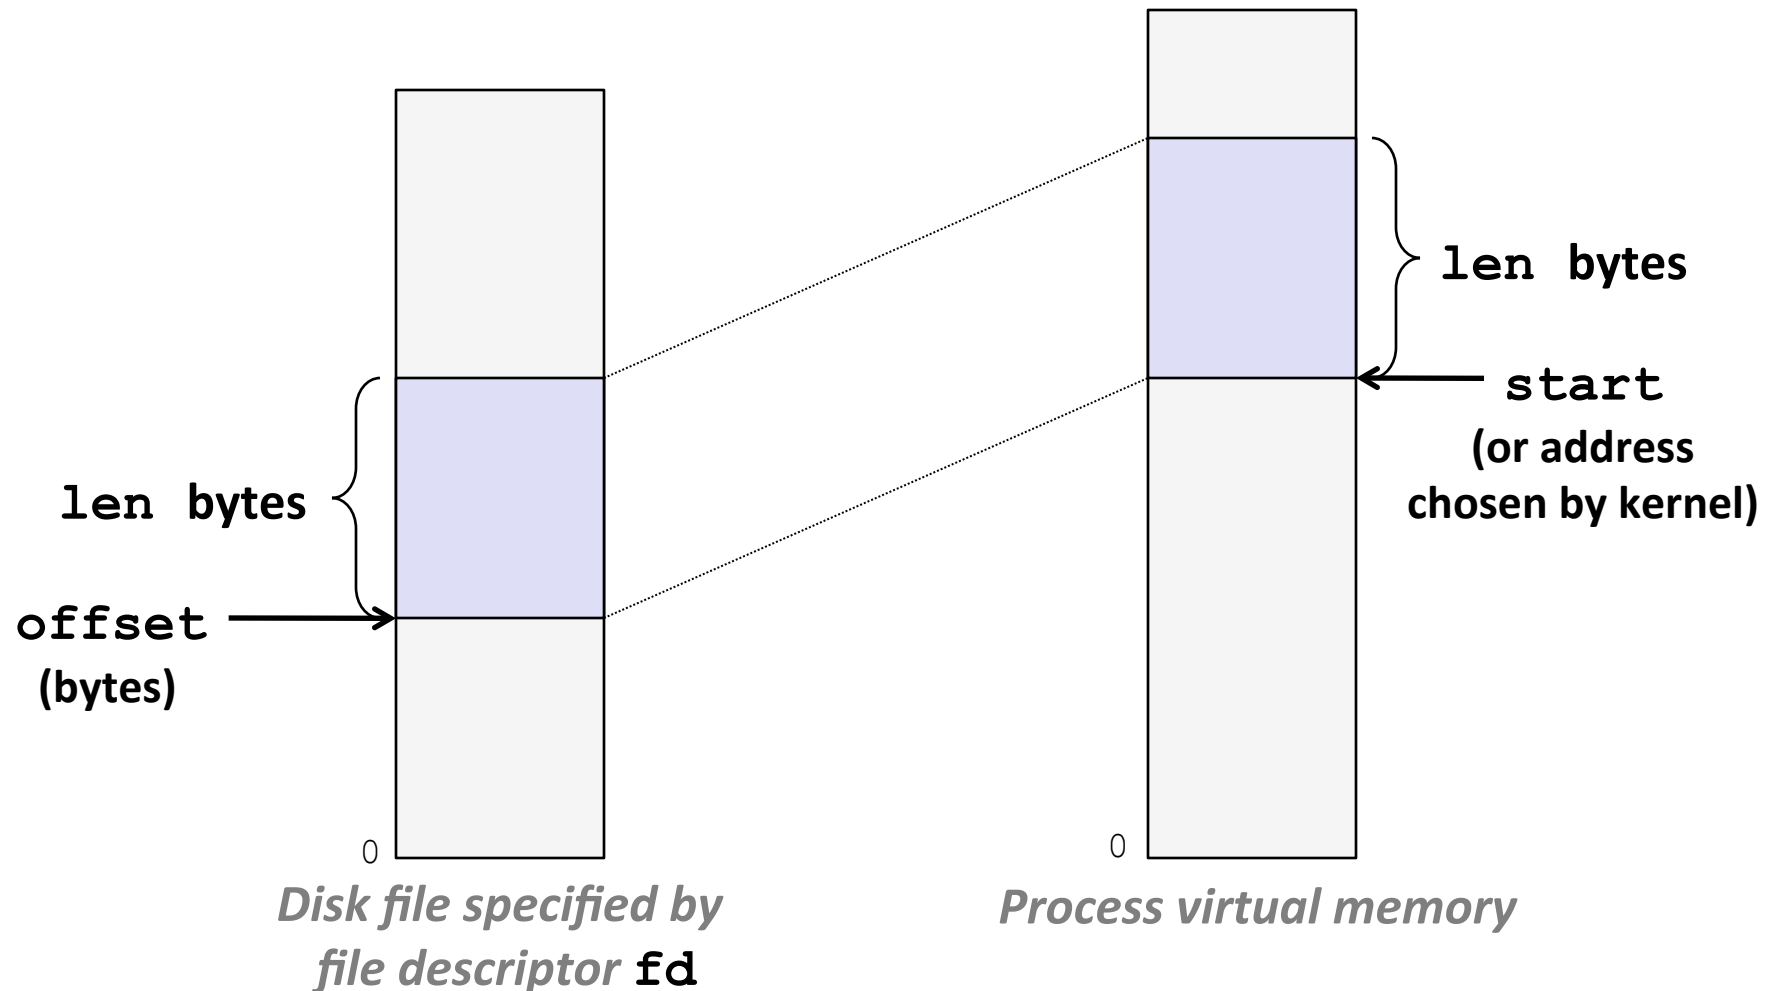 len bytes
start
(or address
chosen by kernel)
len bytes
offset
(bytes)
0
0
Disk file specified by
file descriptor fd
Process virtual memory